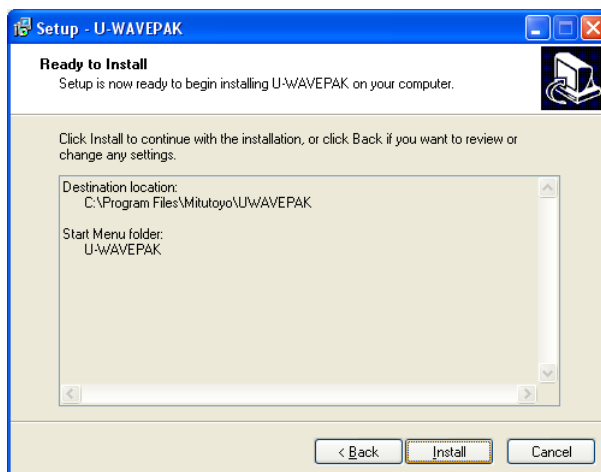 Setup - U-WAVEPAK
Ready to Install
Setup is now ready to begin installing U-WAVEPAK on your computer.
Click Install to continue with the installation, or click Back if you want to review or
change any settings.
Destination location:
C:\Program Files\Mitutoyo\UWAVEPAK
Start Menu folder:
U-WAVEPAK
< Back
Install
Cancel